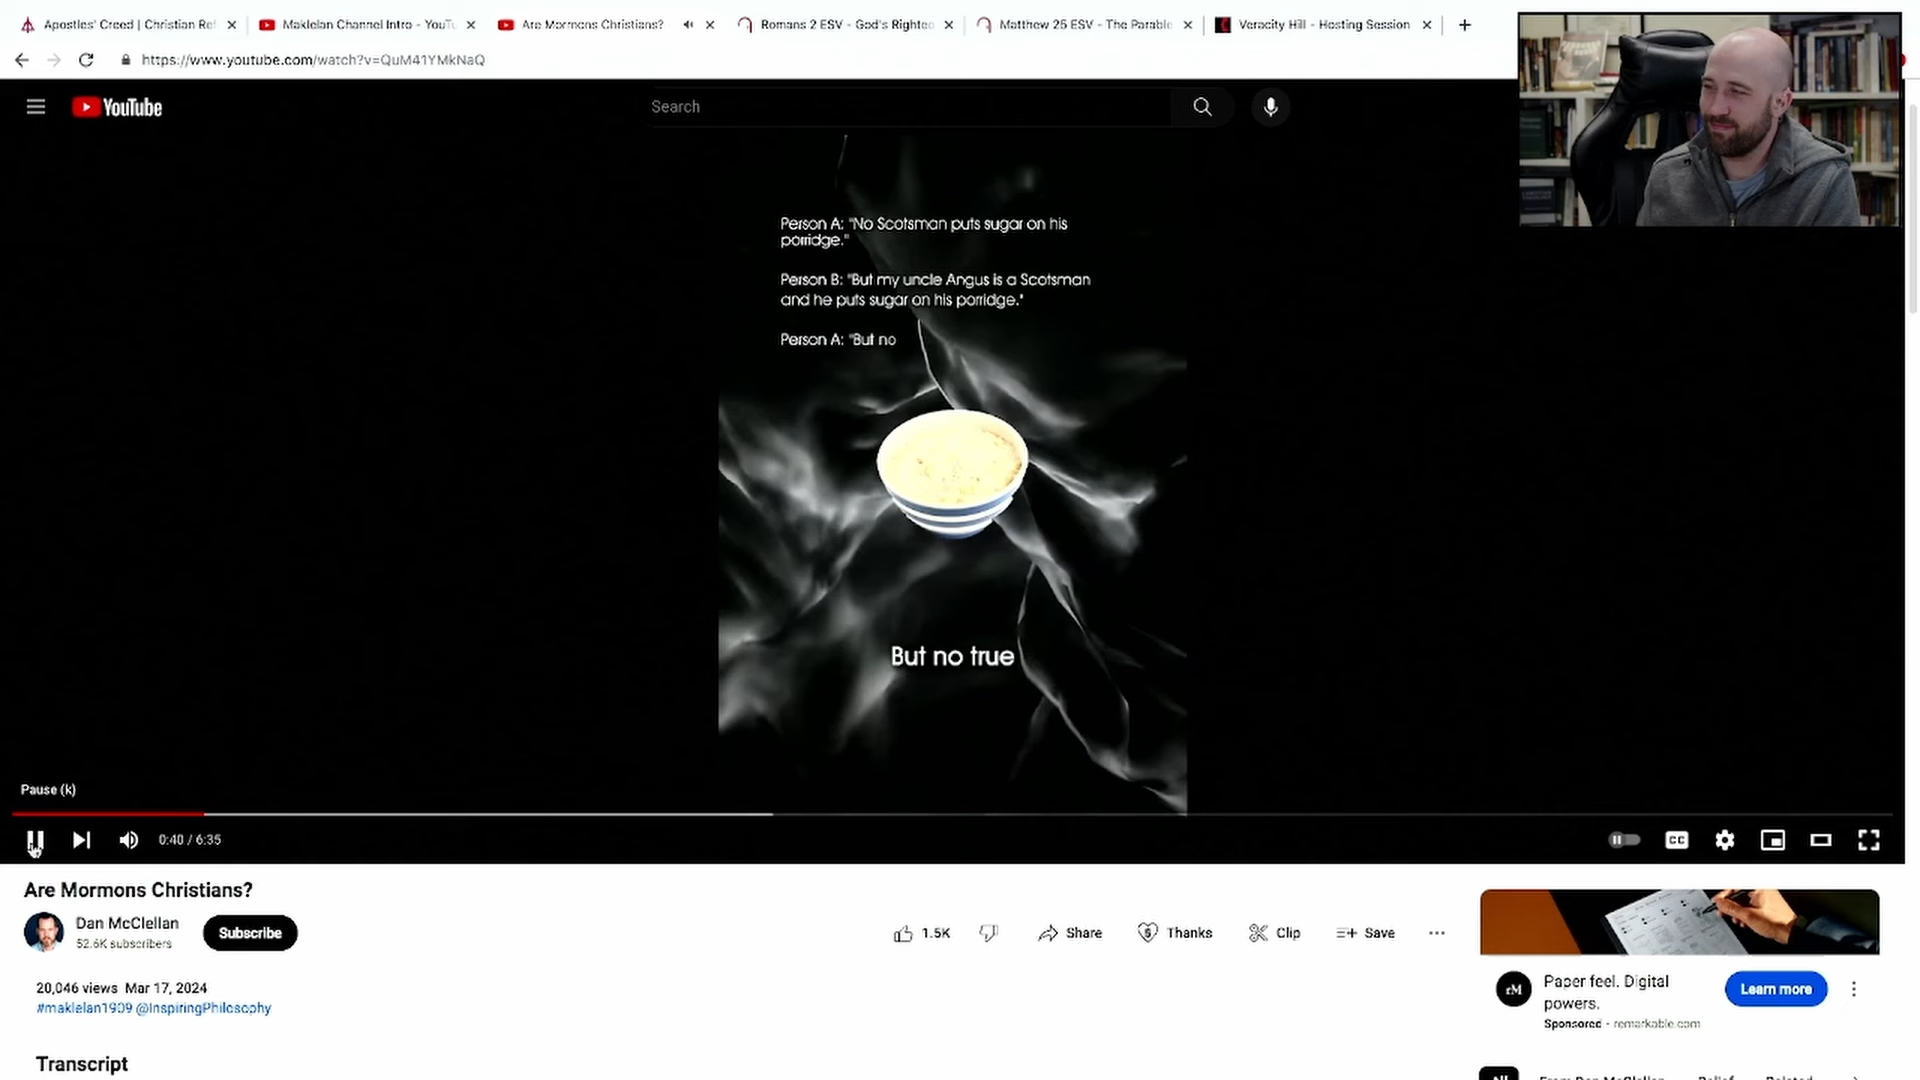 Apostles' Creed | Christian Ref
Maklelan Channel Intro - YouTu
Are Mormons Christians?
Romans 2 ESV - God's Righteo
Matthew 25 ESV - The Parable
Veracity Hill - Hosting Session
https://www.youtube.com/watch?v=QuM41YMkNaQ
YouTube
Search
Person A: "No Scotsman puts sugar on his
porridge."
Person B: "But my uncle Angus is a Scotsman
and he puts sugar on his porridge."
Person A: "But no
But no true
Pause (k)
0:40 / 6:35
CC
Are Mormons Christians?
Dan McClellan
52.6K subscribers
Subscribe
1.5K
Share
Thanks
Clip
Save
20,046 views Mar 17, 2024
#maklelan1909 @InspiringPhilosophy
Transcript
rM
Paper feel. Digital
powers.
Sponsored · remarkable.com
Learn more